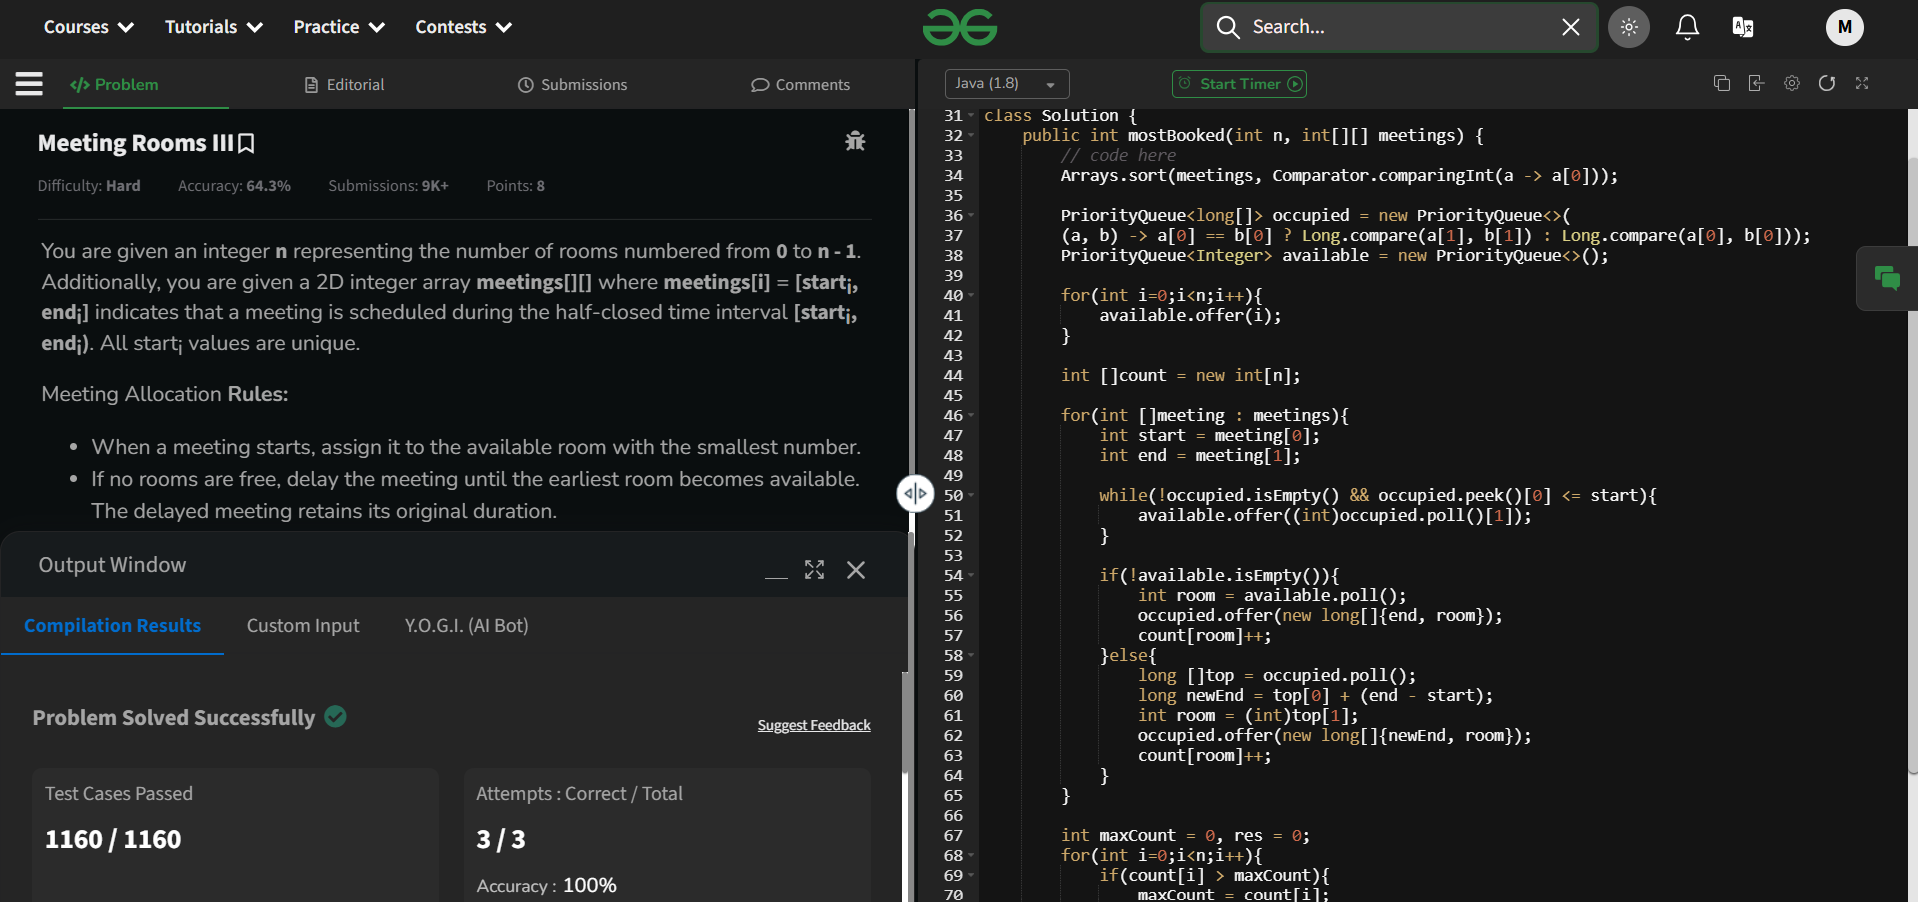 Courses Tutorials Practice Contests Search... M
Problem Editorial Submissions Comments
Java (1.8) Start Timer
Meeting Rooms III
Difficulty: Hard Accuracy: 64.3% Submissions: 9K+ Points: 8
You are given an integer n representing the number of rooms numbered from 0 to n - 1.
Additionally, you are given a 2D integer array meetings[][] where meetings[i] = [starti,
endi] indicates that a meeting is scheduled during the half-closed time interval [starti,
endi). All starti values are unique.
Meeting Allocation Rules:
• When a meeting starts, assign it to the available room with the smallest number.
• If no rooms are free, delay the meeting until the earliest room becomes available.
The delayed meeting retains its original duration.
Output Window
Compilation Results Custom Input Y.O.G.I. (AI Bot)
Problem Solved Successfully
Suggest Feedback
Test Cases Passed
1160 / 1160
Attempts : Correct / Total
3 / 3
Accuracy : 100%
31 class Solution {
32 public int mostBooked(int n, int[][] meetings) {
33 // code here
34 Arrays.sort(meetings, Comparator.comparingInt(a -> a[0]));
35
36 PriorityQueue<long[]> occupied = new PriorityQueue<>(
37 (a, b) -> a[0] == b[0] ? Long.compare(a[1], b[1]) : Long.compare(a[0], b[0]));
38 PriorityQueue<Integer> available = new PriorityQueue<>();
39
40 for(int i=0;i<n;i++){
41 available.offer(i);
42 }
43
44 int []count = new int[n];
45
46 for(int []meeting : meetings){
47 int start = meeting[0];
48 int end = meeting[1];
49
50 while(!occupied.isEmpty() && occupied.peek()[0] <= start){
51 available.offer((int)occupied.poll()[1]);
52 }
53
54 if(!available.isEmpty()){
55 int room = available.poll();
56 occupied.offer(new long[]{end, room});
57 count[room]++;
58 }else{
59 long []top = occupied.poll();
60 long newEnd = top[0] + (end - start);
61 int room = (int)top[1];
62 occupied.offer(new long[]{newEnd, room});
63 count[room]++;
64 }
65 }
66
67 int maxCount = 0, res = 0;
68 for(int i=0;i<n;i++){
69 if(count[i] > maxCount){
70 maxCount = count[i];